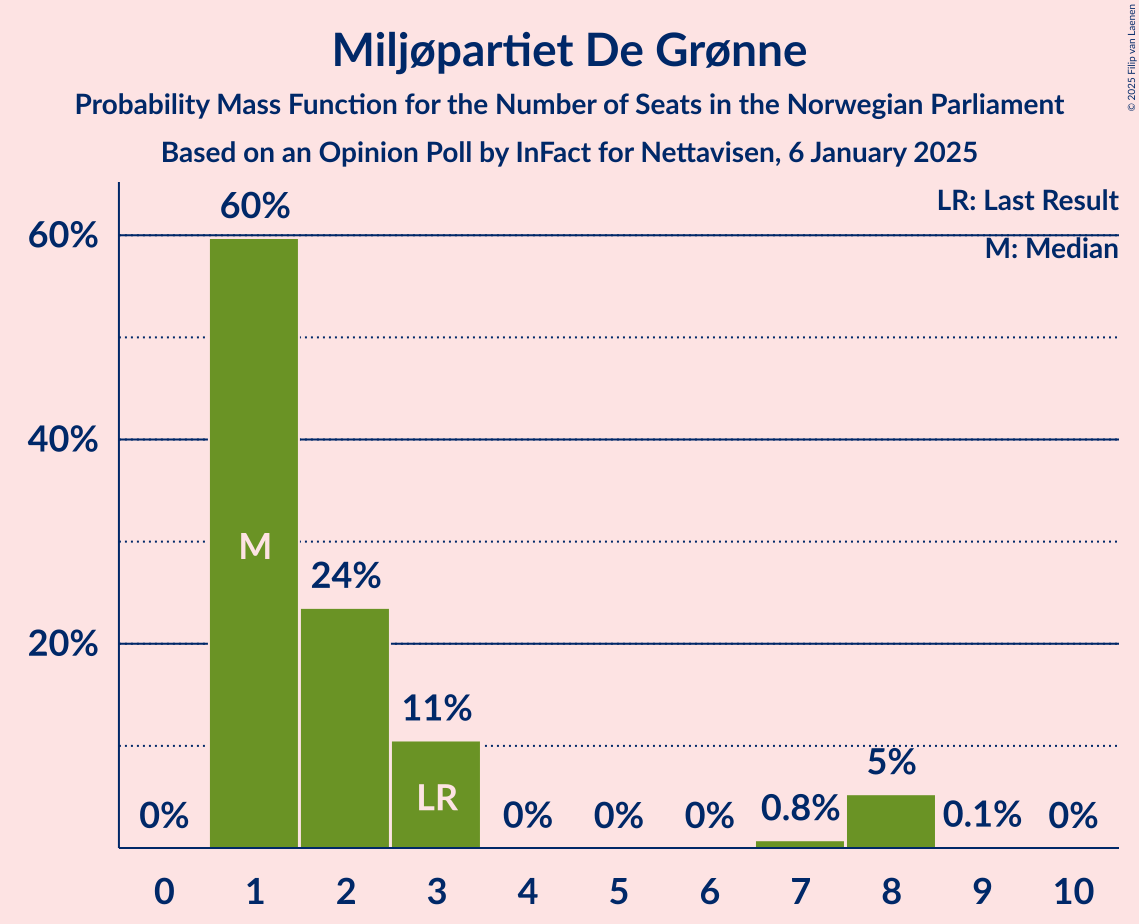 Miljøpartiet De Grønne
Probability Mass Function for the Number of Seats in the Norwegian Parliament
Based on an Opinion Poll by InFact for Nettavisen, 6 January 2025
© 2025 Filip van Laenen
LR: Last Result
M: Median
60%
40%
20%
0%
60%
M
24%
11%
LR
0%
0%
0%
0.8%
5%
0.1%
0%
0 1 2 3 4 5 6 7 8 9 10